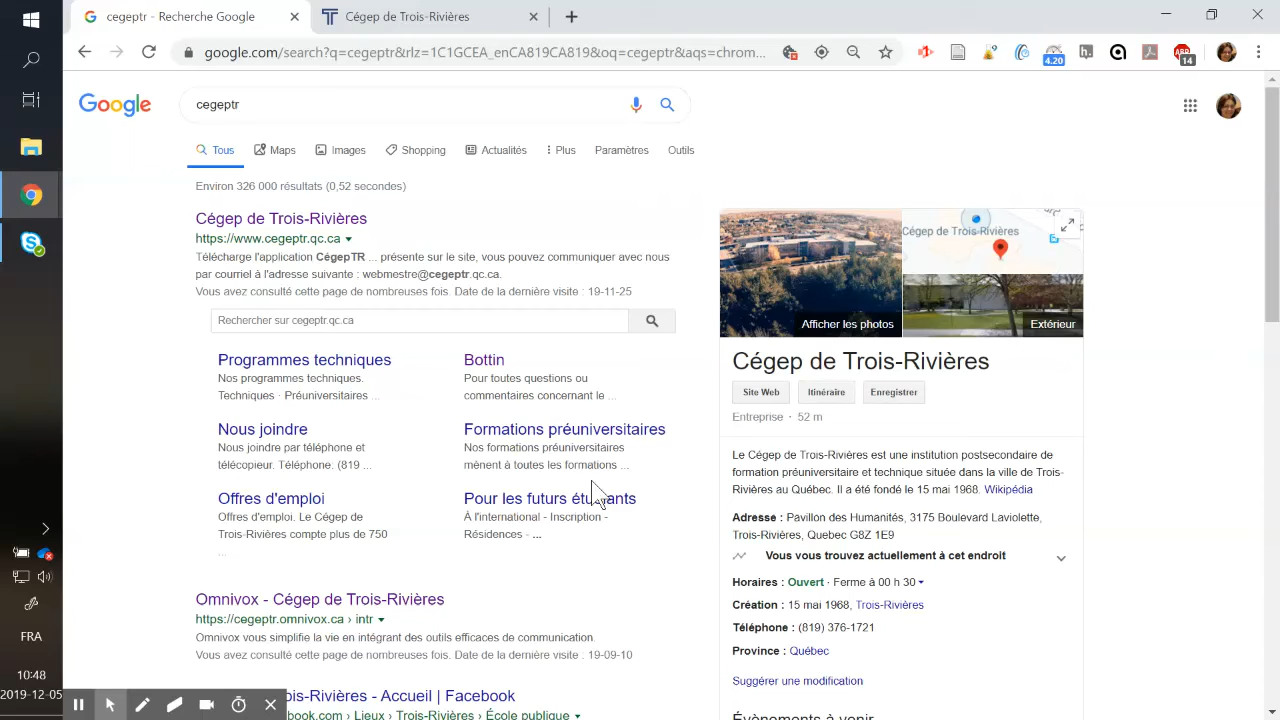 cegeptr - Recherche Google
Cégep de Trois-Rivières
google.com/search?q=cegeptr&rlz=1C1GCEA_enCA819CA819&oq=cegeptr&aqs=chrom...
4.20
h.
ABP
14
Google
cegeptr
Tous
Maps
Images
Shopping
Actualités
Plus
Paramètres
Outils
Environ 326 000 résultats (0,52 secondes)
Cégep de Trois-Rivières
https://www.cegeptr.qc.ca
Télécharge l'application CégepTR ... présente sur le site, vous pouvez communiquer avec nous
par courriel à l'adresse suivante : webmestre@cegeptr.qc.ca.
Vous avez consulté cette page de nombreuses fois. Date de la dernière visite : 19-11-25
Rechercher sur cegeptr.qc.ca
Programmes techniques
Nos programmes techniques.
Techniques · Préuniversitaires ...
Bottin
Pour toutes questions ou
commentaires concernant le ...
Nous joindre
Nous joindre par téléphone et
télécopieur. Téléphone: (819 ...
Formations préuniversitaires
Nos formations préuniversitaires
mènent à toutes les formations ...
Offres d'emploi
Offres d'emploi. Le Cégep de
Trois-Rivières compte plus de 750
...
Pour les futurs étudiants
À l'international - Inscription -
Résidences - ...
Omnivox - Cégep de Trois-Rivières
https://cegeptr.omnivox.ca › intr
Omnivox vous simplifie la vie en intégrant des outils efficaces de communication.
Vous avez consulté cette page de nombreuses fois. Date de la dernière visite : 19-09-10
ois-Rivières - Accueil | Facebook
book.com › Lieux › Trois-Rivières › École publique
Cégep de Trois-Rivières
Afficher les photos
Extérieur
Cégep de Trois-Rivières
Site Web
Itinéraire
Enregistrer
Entreprise · 52 m
Le Cégep de Trois-Rivières est une institution postsecondaire de
formation préuniversitaire et technique située dans la ville de Trois-
Rivières au Québec. Il a été fondé le 15 mai 1968. Wikipédia
Adresse : Pavillon des Humanités, 3175 Boulevard Laviolette,
Trois-Rivières, Quebec G8Z 1E9
Vous vous trouvez actuellement à cet endroit
Horaires : Ouvert · Ferme à 00 h 30
Création : 15 mai 1968, Trois-Rivières
Téléphone : (819) 376-1721
Province : Québec
Suggérer une modification
Évènements à venir
FRA
10:48
2019-12-05